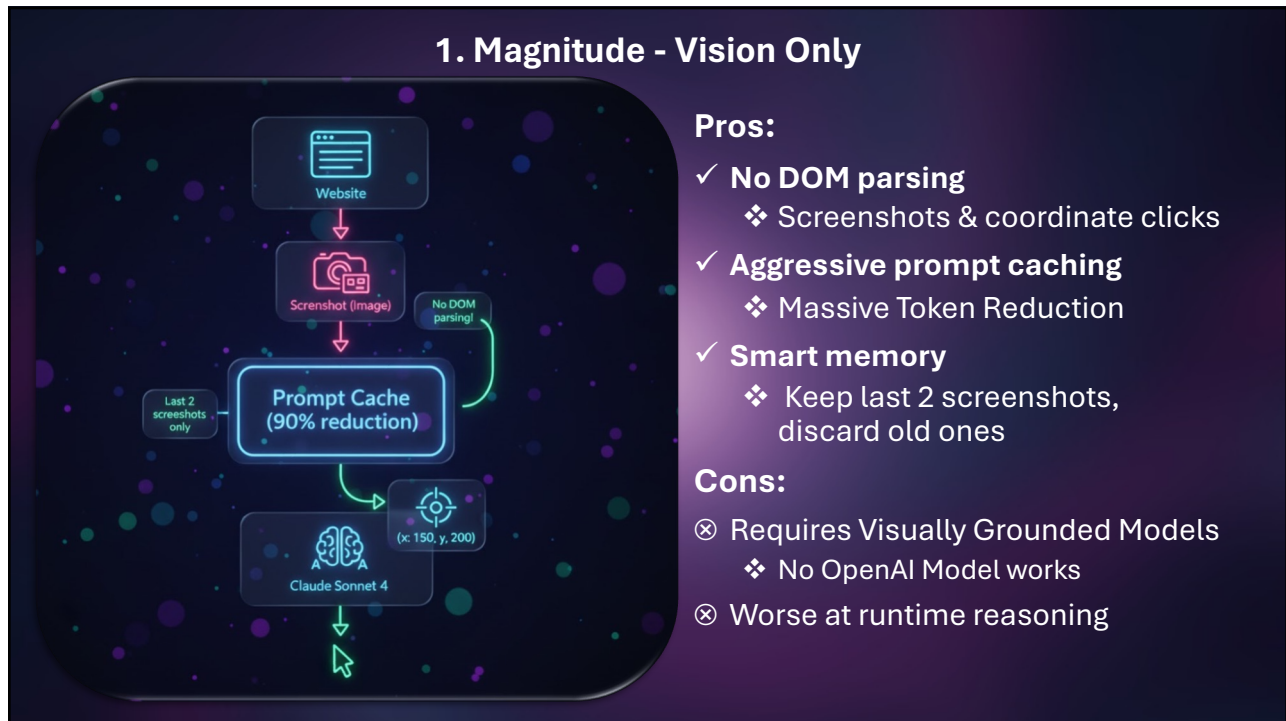 1. Magnitude - Vision Only
Website
Screnshot (Image)
No DOM
parsing!
Last 2
screeshots
only
Prompt Cache
(90% reduction)
(x: 150, y, 200)
A A
Claude Sonnet 4
Pros:
✓ No DOM parsing
❖ Screenshots & coordinate clicks
✓ Aggressive prompt caching
❖ Massive Token Reduction
✓ Smart memory
❖ Keep last 2 screenshots,
discard old ones
Cons:
⊗ Requires Visually Grounded Models
❖ No OpenAI Model works
⊗ Worse at runtime reasoning